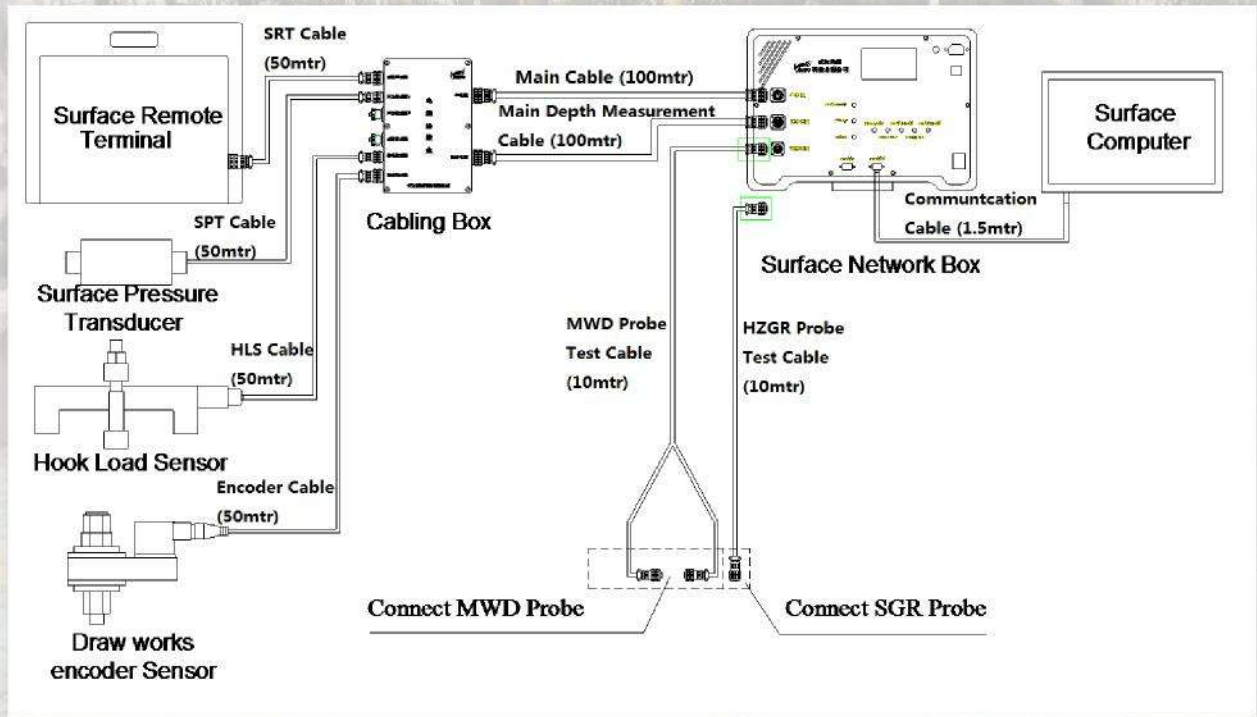 SRT Cable
(50mtr)
Surface Remote
Terminal
Main Cable (100mtr)
Main Depth Measurement
Cable (100mtr)
Surface
Computer
SPT Cable
(50mtr)
Cabling Box
Communtcation
Cable (1.5mtr)
Surface Network Box
Surface Pressure
Transducer
HLS Cable
(50mtr)
MWD Probe
Test Cable
(10mtr)
HZGR Probe
Test Cable
(10mtr)
Hook Load Sensor
Encoder Cable
(50mtr)
Connect MWD Probe
Connect SGR Probe
Draw works
encoder Sensor